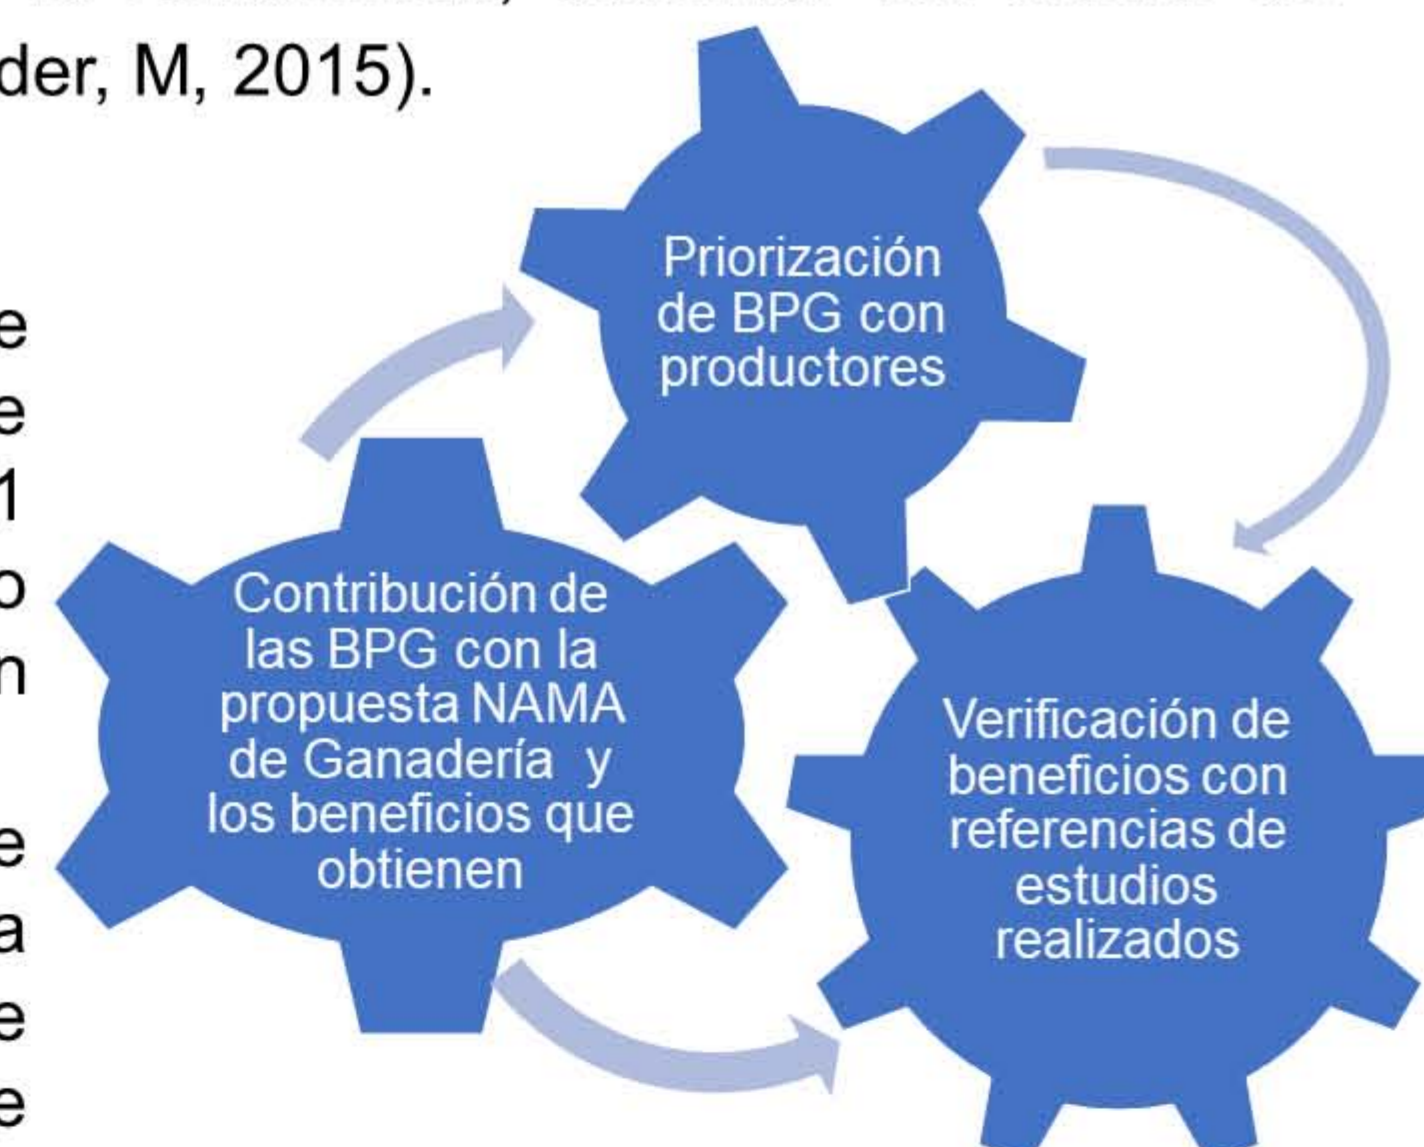 der, M, 2015).
e
e
1
o
n
e
a
e
e
Priorización
de BPG con
productores
Contribución de
las BPG con la
propuesta NAMA
de Ganadería y
los beneficios que
obtienen
Verificación de
beneficios con
referencias de
estudios
realizados